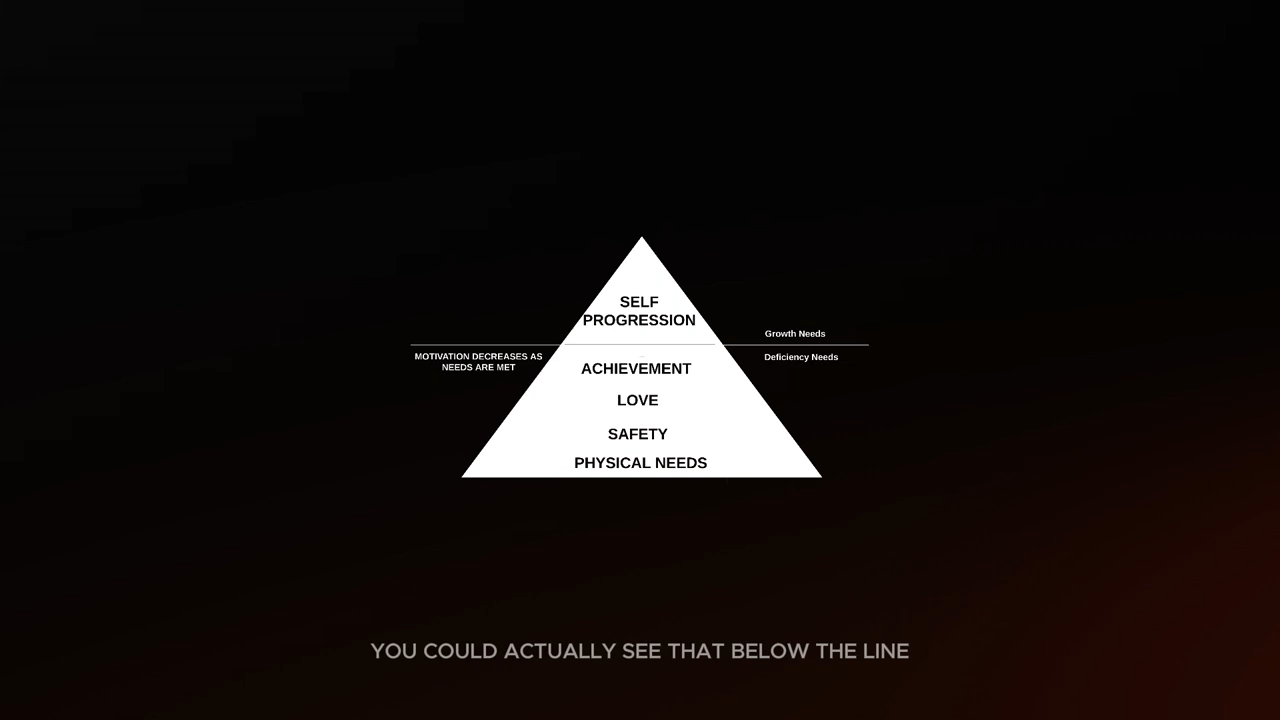 SELF
PROGRESSION
Growth Needs
MOTIVATION DECREASES AS
NEEDS ARE MET
Deficiency Needs
ACHIEVEMENT
LOVE
SAFETY
PHYSICAL NEEDS
YOU COULD ACTUALLY SEE THAT BELOW THE LINE